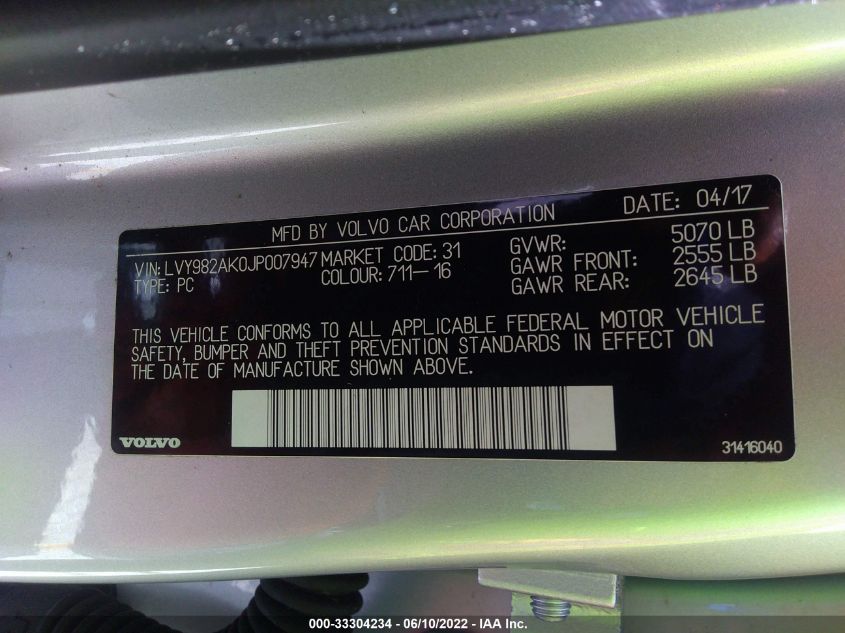 MFD BY VOLVO CAR CORPORATION DATE: 04/17
VIN: LVY982AK0JP007947 MARKET CODE: 31 GVWR: 5070 LB
TYPE: PC COLOUR: 711-16 GAWR FRONT: 2555 LB
GAWR REAR: 2645 LB
THIS VEHICLE CONFORMS TO ALL APPLICABLE FEDERAL MOTOR VEHICLE
SAFETY, BUMPER AND THEFT PREVENTION STANDARDS IN EFFECT ON
THE DATE OF MANUFACTURE SHOWN ABOVE.
VOLVO 31416040
000-33304234 - 06/10/2022 - IAA Inc.